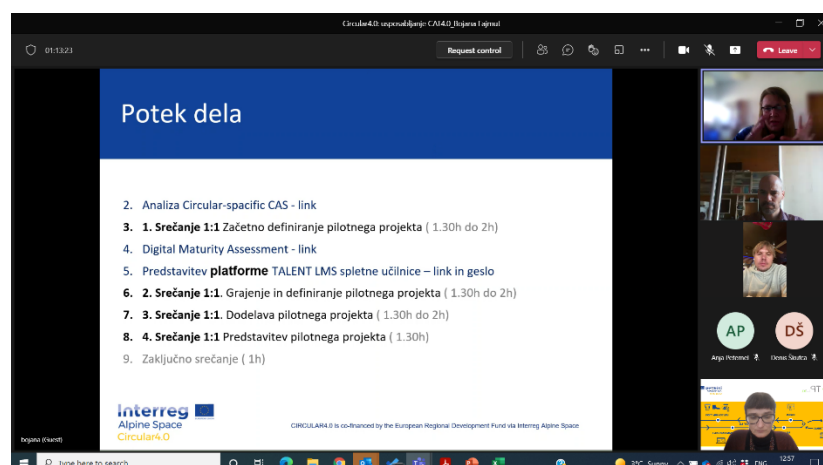 Circular4.0: usposabljanje CAT4.0_Bojana Fajmut
01:13:23
Request control
Leave
Potek dela
2. Analiza Circular-spacific CAS - link
3. 1. Srečanje 1:1 Začetno definiranje pilotnega projekta ( 1.30h do 2h)
4. Digital Maturity Assessment - link
5. Predstavitev platforme TALENT LMS spletne učilnice – link in geslo
6. 2. Srečanje 1:1. Grajenje in definiranje pilotnega projekta ( 1.30h do 2h)
7. 3. Srečanje 1:1. Dodelava pilotnega projekta ( 1.30h do 2h)
8. 4. Srečanje 1:1 Predstavitev pilotnega projekta ( 1.30h)
9. Zaključno srečanje ( 1h)
Interreg
Alpine Space
Circular4.0
CIRCULAR4.0 is co-financed by the European Regional Development Fund via Interreg Alpine Space
bojana (Guest)
AP
DŠ
Anja Peternel
Type here to search
3°C Sunny
ENG
12:57